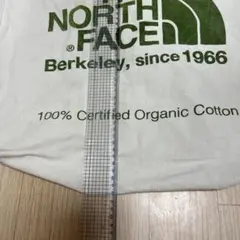 NORTH
FACE®
Berkeley, since 1966
100% Certified Organic Cotton